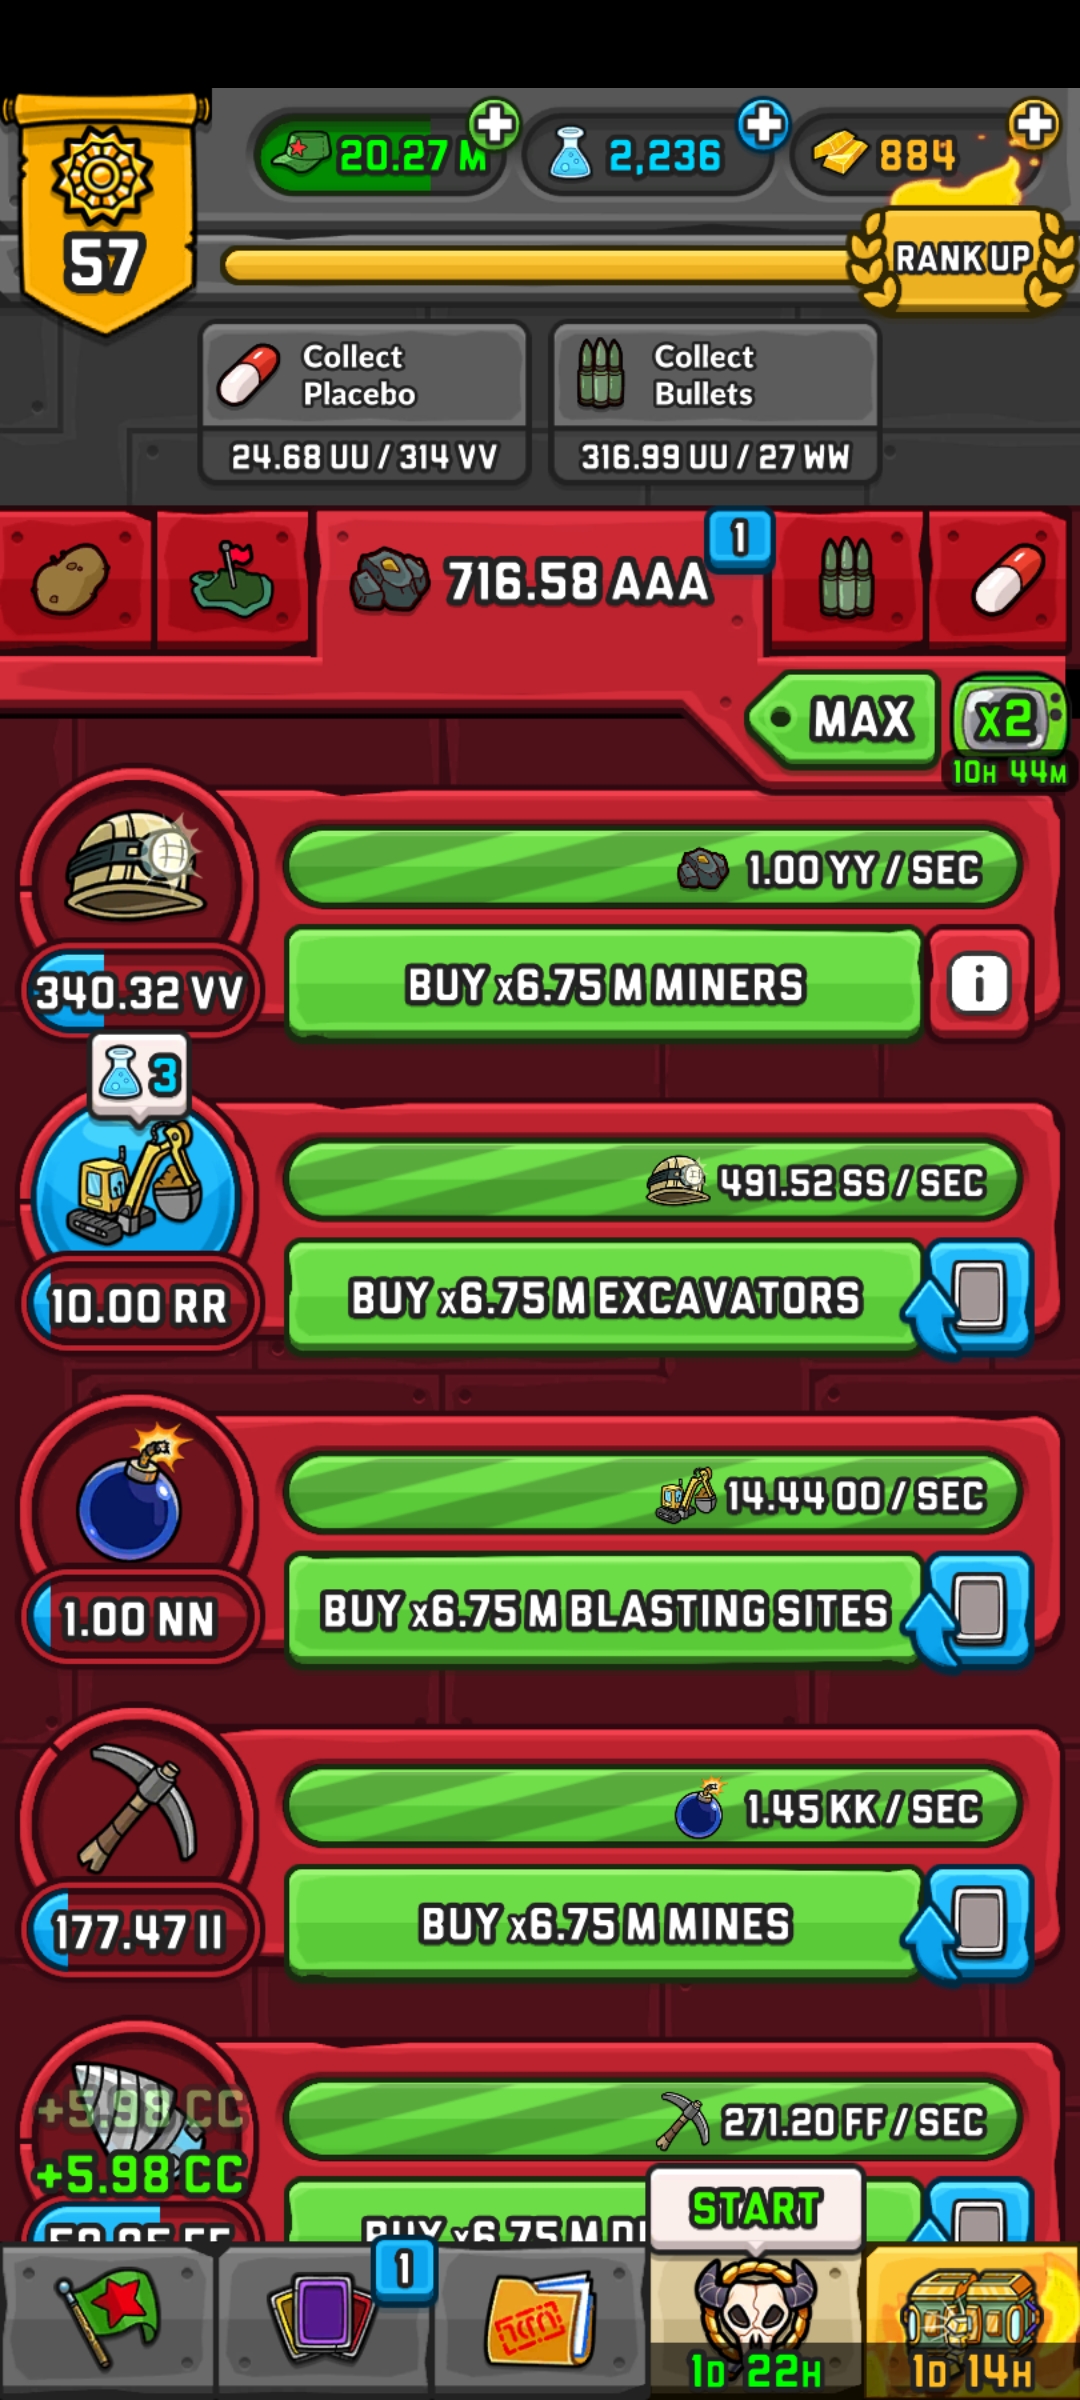 57
20.27 M
2,236
884
RANK UP
Collect
Placebo
24.68 UU / 314 VV
Collect
Bullets
316.99 UU / 27 WW
716.58 AAA
1
MAX
x2
10H 44M
1.00 YY / SEC
340.32 VV
BUY x6.75 M MINERS
i
3
491.52 SS / SEC
10.00 RR
BUY x6.75 M EXCAVATORS
14.44 OO / SEC
1.00 NN
BUY x6.75 M BLASTING SITES
1.45 KK / SEC
177.47 II
BUY x6.75 M MINES
+5.98 CC
+5.98 CC
271.20 FF / SEC
BUY x6.75 M
START
1
1D 22H
1D 14H